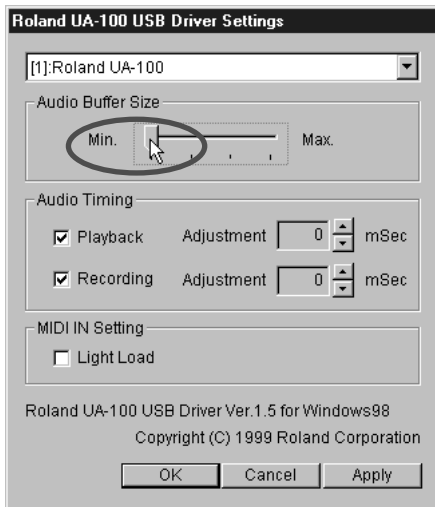 Roland UA-100 USB Driver Settings
[1]:Roland UA-100
Audio Buffer Size
Min. Max.
Audio Timing
Playback Adjustment 0 mSec
Recording Adjustment 0 mSec
MIDI IN Setting
Light Load
Roland UA-100 USB Driver Ver.1.5 for Windows98
Copyright (C) 1999 Roland Corporation
OK Cancel Apply